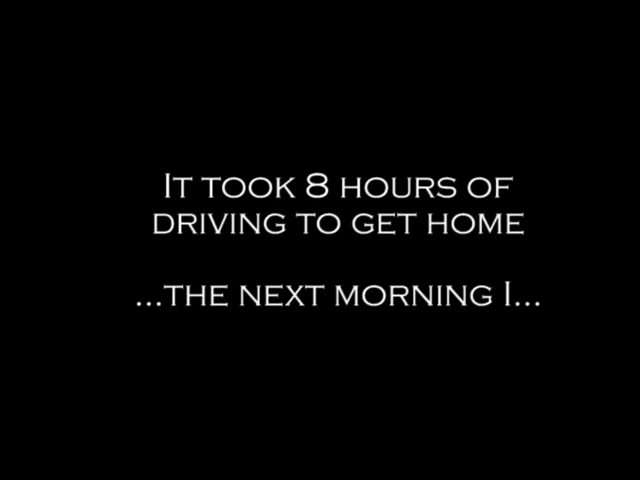 It took 8 hours of
driving to get home
...the next morning I...